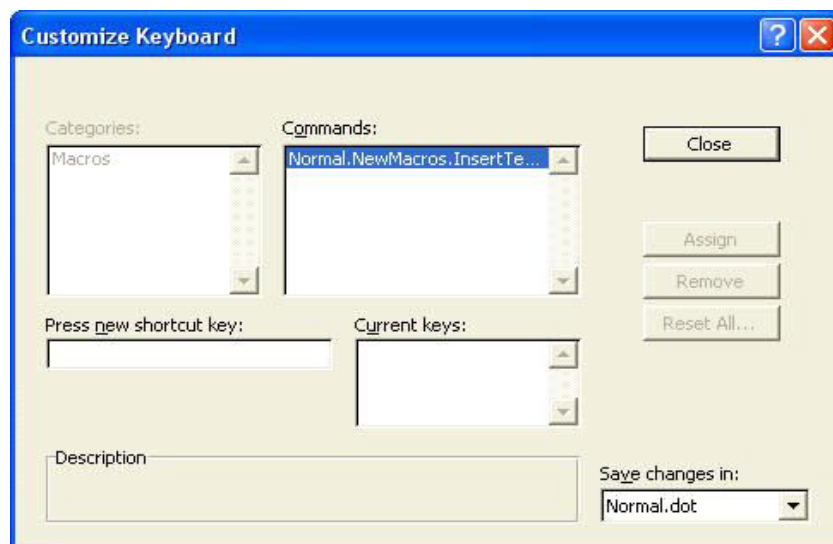 Customize Keyboard
Categories:
Commands:
Macros
Normal.NewMacros.InsertTe...
Close
Assign
Remove
Reset All...
Press new shortcut key:
Current keys:
Description
Save changes in:
Normal.dot